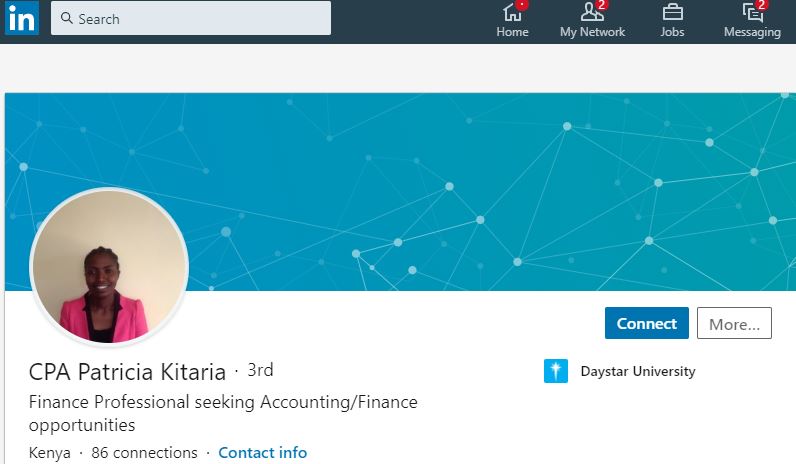 in
Search
Home
2
My Network
Jobs
2
Messaging
Connect
More...
CPA Patricia Kitaria · 3rd
Daystar University
Finance Professional seeking Accounting/Finance
opportunities
Kenya · 86 connections · Contact info